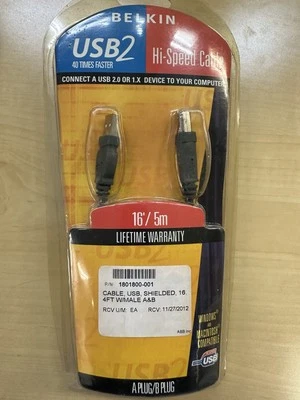 BELKIN
USB2 Hi-Speed Cable
40 TIMES FASTER
CONNECT A USB 2.0 OR 1.X DEVICE TO YOUR COMPUTER
16'/5m
LIFETIME WARRANTY
P/N: 1801800-001
CABLE, USB, SHIELDED, 16.
4FT W/MALE A&B
RCV U/M: EA RCV: 11/27/2012
WINDOWS
AND
MACINTOSH
COMPATIBLE
USB
A PLUG/B PLUG